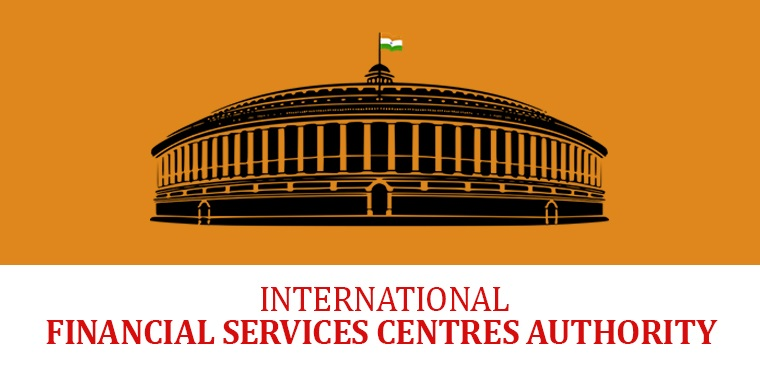 INTERNATIONAL
FINANCIAL SERVICES CENTRES AUTHORITY